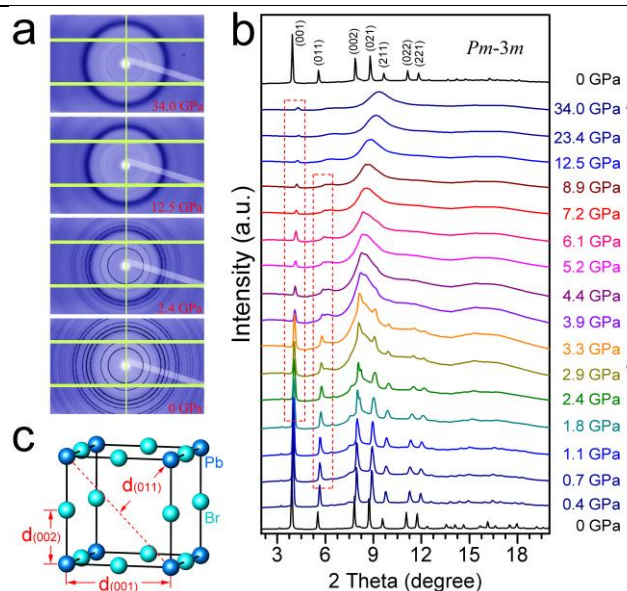 a
34.0 GPa
12.5 GPa
2.4 GPa
0 GPa
c
Pb
d(011)
Br
d(002)
d(001)
b
(001)
(011)
(002)
(021)
(211)
(022)
(221)
Pm-3m
0 GPa
34.0 GPa
23.4 GPa
12.5 GPa
8.9 GPa
7.2 GPa
6.1 GPa
5.2 GPa
4.4 GPa
3.9 GPa
3.3 GPa
2.9 GPa
2.4 GPa
1.8 GPa
1.1 GPa
0.7 GPa
0.4 GPa
0 GPa
Intensity (a.u.)
3 6 9 12 15 18
2 Theta (degree)